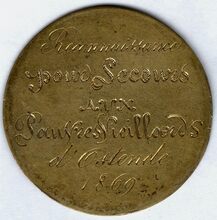 Reconnaissance
pour Secours
aux
Pauvres Vieillards
d'Ostende
1869